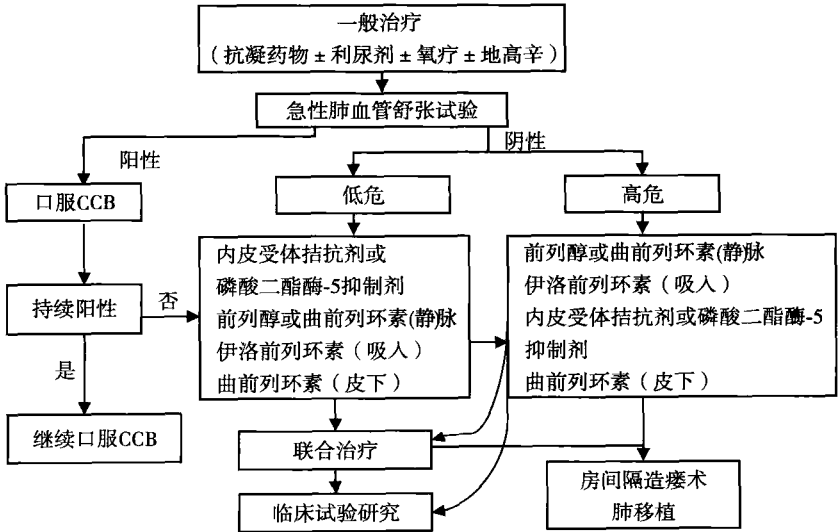 一般治疗
（抗凝药物±利尿剂±氧疗±地高辛）
急性肺血管舒张试验
阳性
阴性
口服CCB
低危
高危
持续阳性
否
是
继续口服CCB
内皮受体拮抗剂或
磷酸二酯酶-5抑制剂
前列醇或曲前列环素(静)脉
伊洛前列环素（吸入）
曲前列环素（皮下）
前列醇或曲前列环素(静)脉
伊洛前列环素（吸入）
内皮受体拮抗剂或磷酸二酯酶-5
抑制剂
曲前列环素（皮下）
联合治疗
临床试验研究
房间隔造瘘术
肺移植